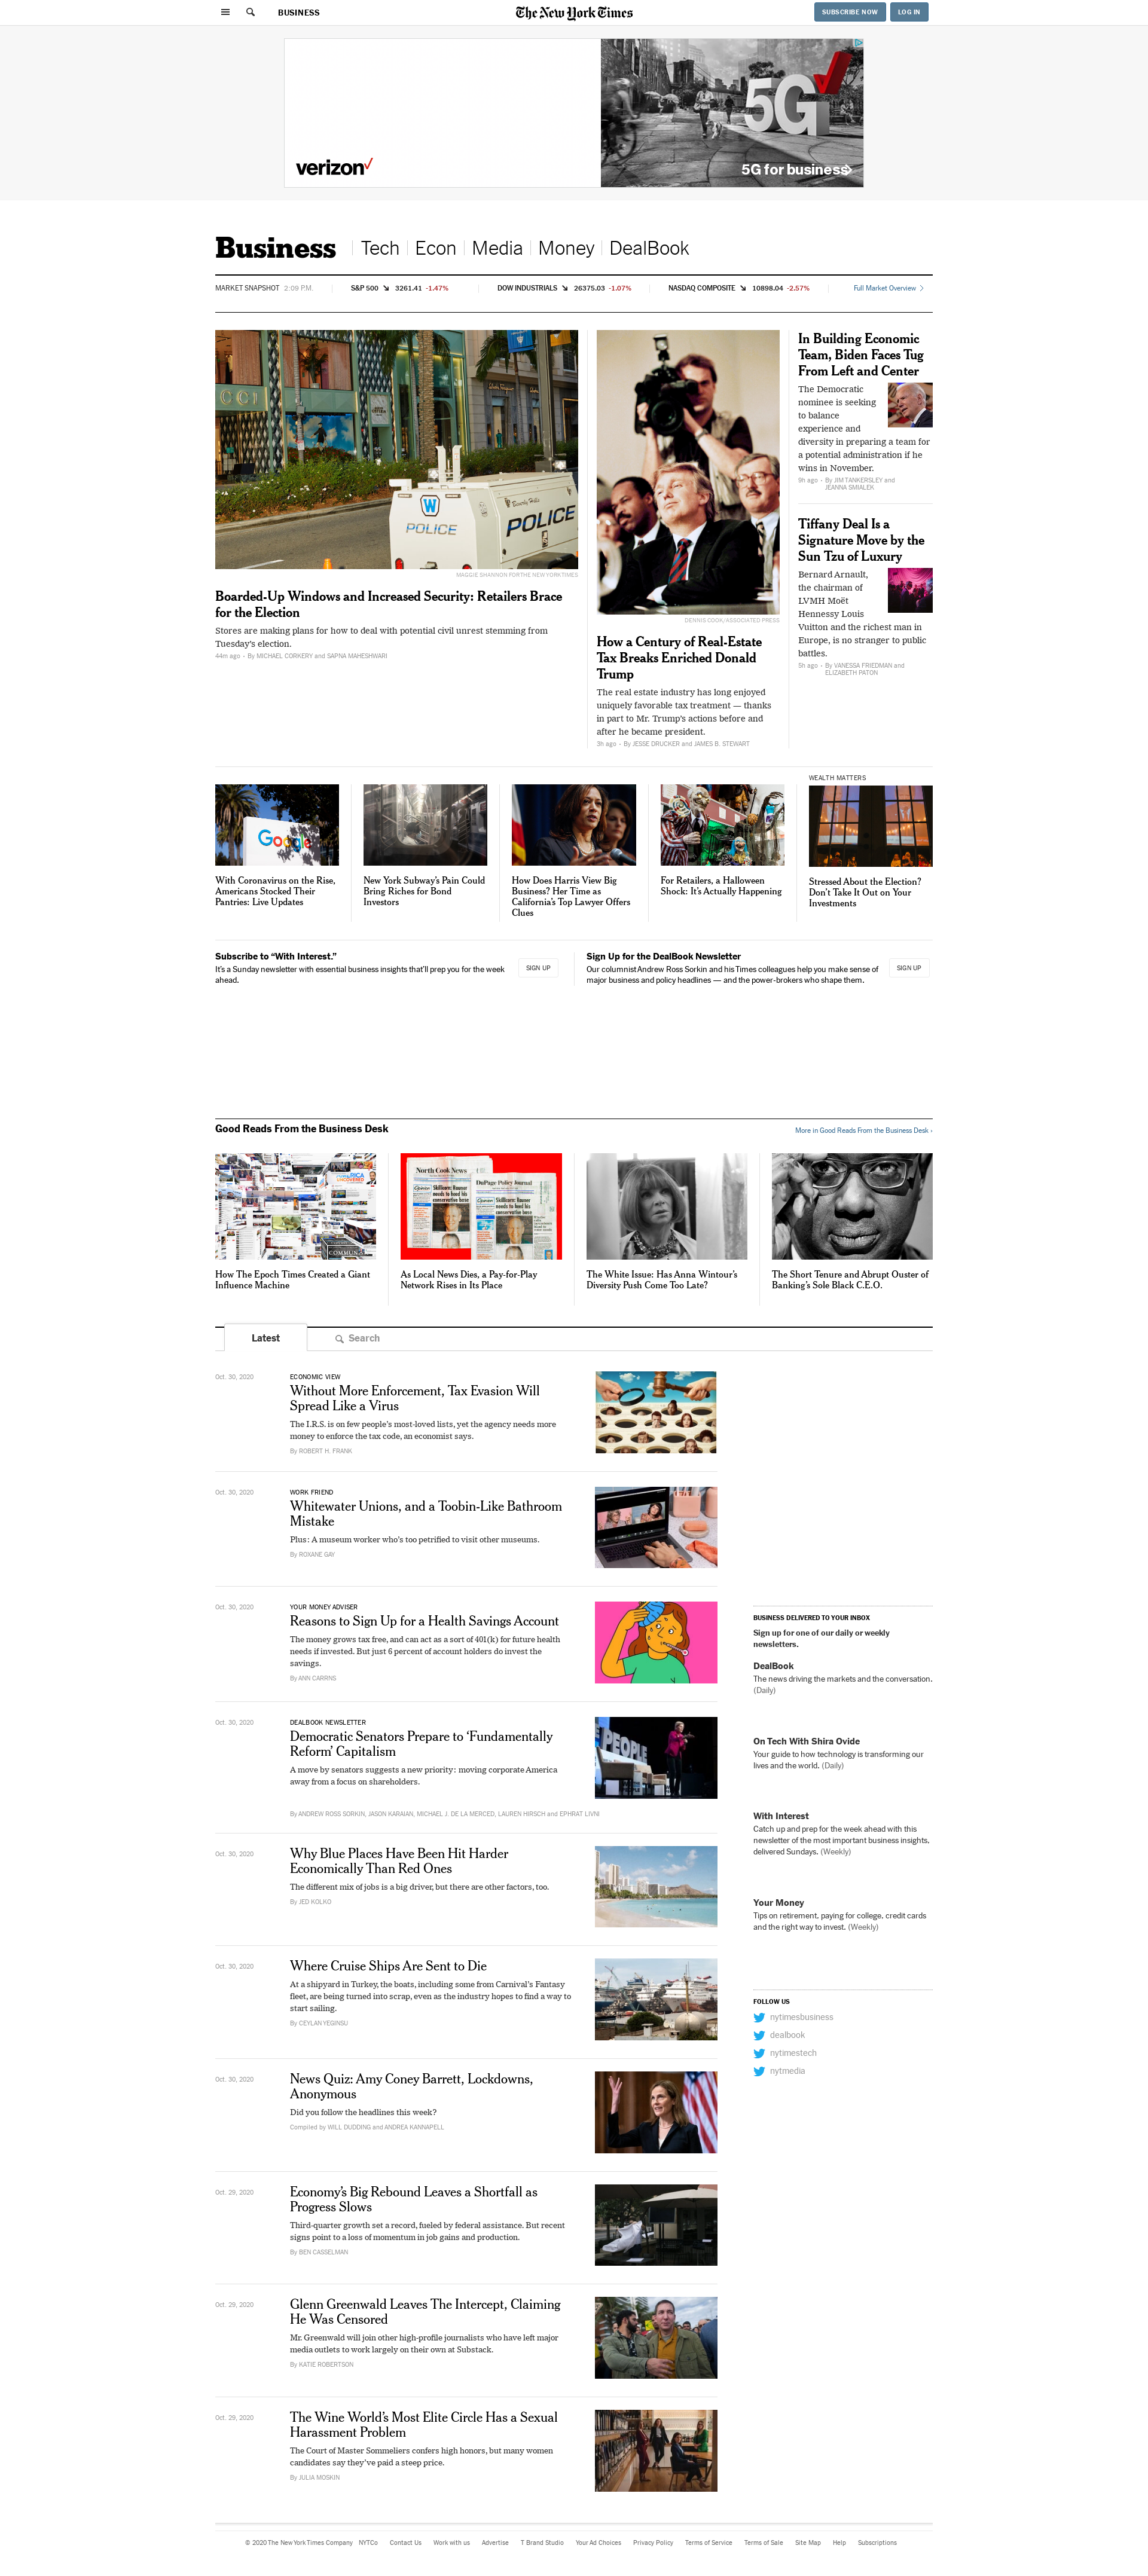 BUSINESS
The New York Times
SUBSCRIBE NOW
LOG IN
verizon
5G
5G for business
Business
Tech
Econ
Media
Money
DealBook
MARKET SNAPSHOT 2:09 P.M.
S&P 500 3261.41 -1.47%
DOW INDUSTRIALS 26375.03 -1.07%
NASDAQ COMPOSITE 10898.04 -2.57%
Full Market Overview
W
POLICE
Beverly Hills
POLICE
MAGGIE SHANNON FOR THE NEW YORK TIMES
Boarded-Up Windows and Increased Security: Retailers Brace
for the Election
Stores are making plans for how to deal with potential civil unrest stemming from
Tuesday's election.
44m ago • By MICHAEL CORKERY and SAPNA MAHESHWARI
DENNIS COOK/ASSOCIATED PRESS
How a Century of Real-Estate
Tax Breaks Enriched Donald
Trump
The real estate industry has long enjoyed
uniquely favorable tax treatment — thanks
in part to Mr. Trump's actions before and
after he became president.
3h ago • By JESSE DRUCKER and JAMES B. STEWART
In Building Economic
Team, Biden Faces Tug
From Left and Center
The Democratic
nominee is seeking
to balance
experience and
diversity in preparing a team for
a potential administration if he
wins in November.
9h ago • By JIM TANKERSLEY and
JEANNA SMIALEK
Tiffany Deal Is a
Signature Move by the
Sun Tzu of Luxury
Bernard Arnault,
the chairman of
LVMH Moët
Hennessy Louis
Vuitton and the richest man in
Europe, is no stranger to public
battles.
5h ago • By VANESSA FRIEDMAN and
ELIZABETH PATON
Google
With Coronavirus on the Rise,
Americans Stocked Their
Pantries: Live Updates
New York Subway's Pain Could
Bring Riches for Bond
Investors
How Does Harris View Big
Business? Her Time as
California's Top Lawyer Offers
Clues
For Retailers, a Halloween
Shock: It's Actually Happening
WEALTH MATTERS
Stressed About the Election?
Don't Take It Out on Your
Investments
Subscribe to “With Interest.”
It's a Sunday newsletter with essential business insights that'll prep you for the week
ahead.
SIGN UP
Sign Up for the DealBook Newsletter
Our columnist Andrew Ross Sorkin and his Times colleagues help you make sense of
major business and policy headlines — and the power-brokers who shape them.
SIGN UP
Good Reads From the Business Desk
More in Good Reads From the Business Desk ›
North Cook News
DuPage Policy Journal
How The Epoch Times Created a Giant
Influence Machine
As Local News Dies, a Pay-for-Play
Network Rises in Its Place
The White Issue: Has Anna Wintour's
Diversity Push Come Too Late?
The Short Tenure and Abrupt Ouster of
Banking's Sole Black C.E.O.
Latest
Search
Oct. 30, 2020
ECONOMIC VIEW
Without More Enforcement, Tax Evasion Will
Spread Like a Virus
The I.R.S. is on few people's most-loved lists, yet the agency needs more
money to enforce the tax code, an economist says.
By ROBERT H. FRANK
Oct. 30, 2020
WORK FRIEND
Whitewater Unions, and a Toobin-Like Bathroom
Mistake
Plus: A museum worker who's too petrified to visit other museums.
By ROXANE GAY
Oct. 30, 2020
YOUR MONEY ADVISER
Reasons to Sign Up for a Health Savings Account
The money grows tax free, and can act as a sort of 401(k) for future health
needs if invested. But just 6 percent of account holders do invest the
savings.
By ANN CARRNS
Oct. 30, 2020
DEALBOOK NEWSLETTER
Democratic Senators Prepare to ‘Fundamentally
Reform’ Capitalism
A move by senators suggests a new priority: moving corporate America
away from a focus on shareholders.
By ANDREW ROSS SORKIN, JASON KARAIAN, MICHAEL J. DE LA MERCED, LAUREN HIRSCH and EPHRAT LIVNI
PEOPLE
Oct. 30, 2020
Why Blue Places Have Been Hit Harder
Economically Than Red Ones
The different mix of jobs is a big driver, but there are other factors, too.
By JED KOLKO
Oct. 30, 2020
Where Cruise Ships Are Sent to Die
At a shipyard in Turkey, the boats, including some from Carnival's Fantasy
fleet, are being turned into scrap, even as the industry hopes to find a way to
start sailing.
By CEYLAN YEGINSU
Oct. 30, 2020
News Quiz: Amy Coney Barrett, Lockdowns,
Anonymous
Did you follow the headlines this week?
Compiled by WILL DUDDING and ANDREA KANNAPELL
Oct. 29, 2020
Economy's Big Rebound Leaves a Shortfall as
Progress Slows
Third-quarter growth set a record, fueled by federal assistance. But recent
signs point to a loss of momentum in job gains and production.
By BEN CASSELMAN
Oct. 29, 2020
Glenn Greenwald Leaves The Intercept, Claiming
He Was Censored
Mr. Greenwald will join other high-profile journalists who have left major
media outlets to work largely on their own at Substack.
By KATIE ROBERTSON
Oct. 29, 2020
The Wine World's Most Elite Circle Has a Sexual
Harassment Problem
The Court of Master Sommeliers confers high honors, but many women
candidates say they've paid a steep price.
By JULIA MOSKIN
BUSINESS DELIVERED TO YOUR INBOX
Sign up for one of our daily or weekly
newsletters.
DealBook
The news driving the markets and the conversation.
(Daily)
On Tech With Shira Ovide
Your guide to how technology is transforming our
lives and the world. (Daily)
With Interest
Catch up and prep for the week ahead with this
newsletter of the most important business insights,
delivered Sundays. (Weekly)
Your Money
Tips on retirement, paying for college, credit cards
and the right way to invest. (Weekly)
FOLLOW US
nytimesbusiness
dealbook
nytimestech
nytmedia
© 2020 The New York Times Company NYTCo Contact Us Work with us Advertise T Brand Studio Your Ad Choices Privacy Policy Terms of Service Terms of Sale Site Map Help Subscriptions